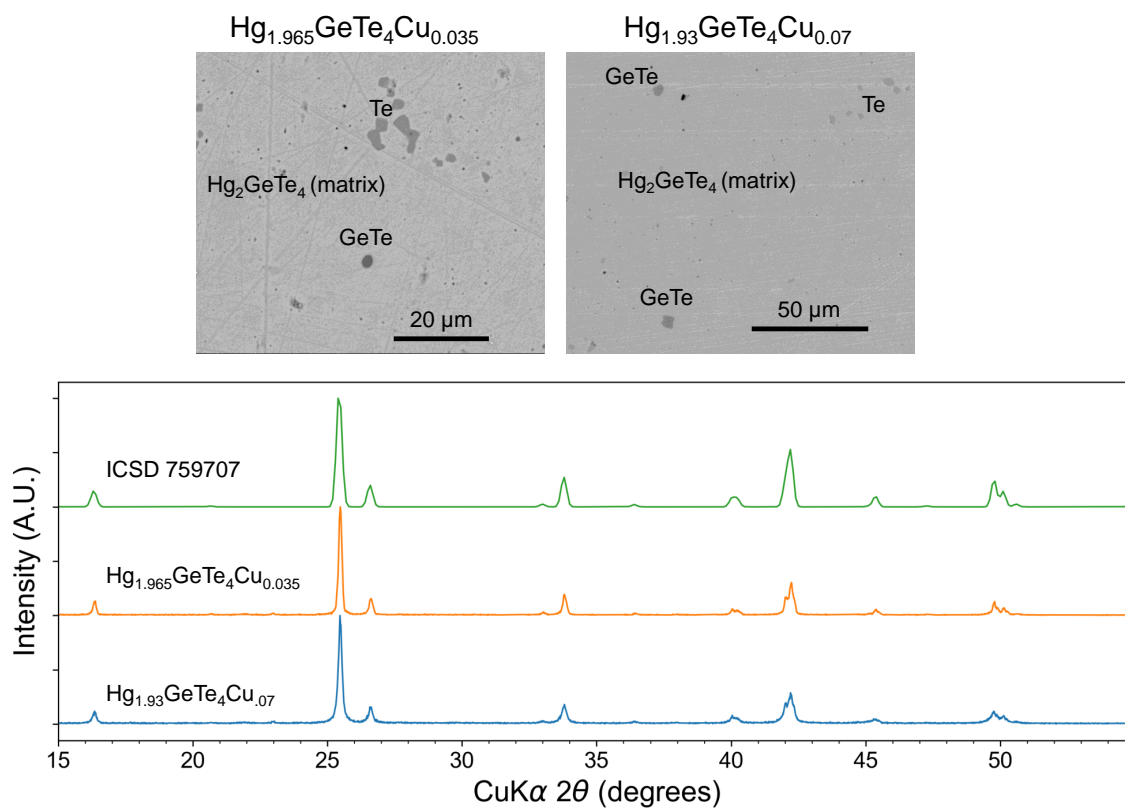 Hg₁.₉₆₅GeTe₄Cu₀.₀₃₅
Hg₁.₉₃GeTe₄Cu₀.₀₇
Te
Hg₂GeTe₄ (matrix)
GeTe
20 μm
GeTe
Te
Hg₂GeTe₄ (matrix)
GeTe
50 μm
Intensity (A.U.)
ICSD 759707
Hg₁.₉₆₅GeTe₄Cu₀.₀₃₅
Hg₁.₉₃GeTe₄Cu.₀₇
15 20 25 30 35 40 45 50
CuKα 2θ (degrees)